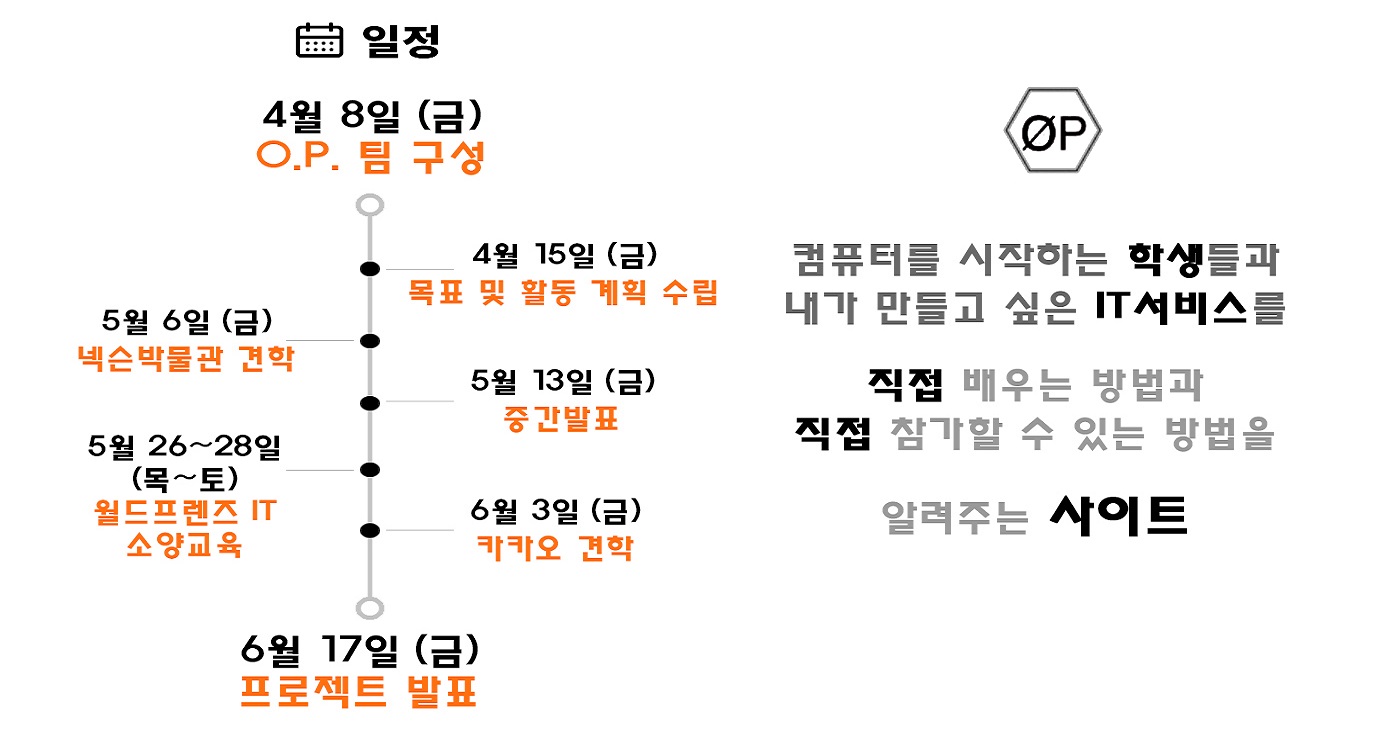 일정
4월 8일 (금)
O.P. 팀 구성
4월 15일 (금)
목표 및 활동 계획 수립
5월 6일 (금)
넥슨박물관 견학
5월 13일 (금)
중간발표
5월 26~28일
(목~토)
월드프렌즈 IT
소양교육
6월 3일 (금)
카카오 견학
6월 17일 (금)
프로젝트 발표
ØP
컴퓨터를 시작하는 학생들과
내가 만들고 싶은 IT서비스를
직접 배우는 방법과
직접 참가할 수 있는 방법을
알려주는 사이트